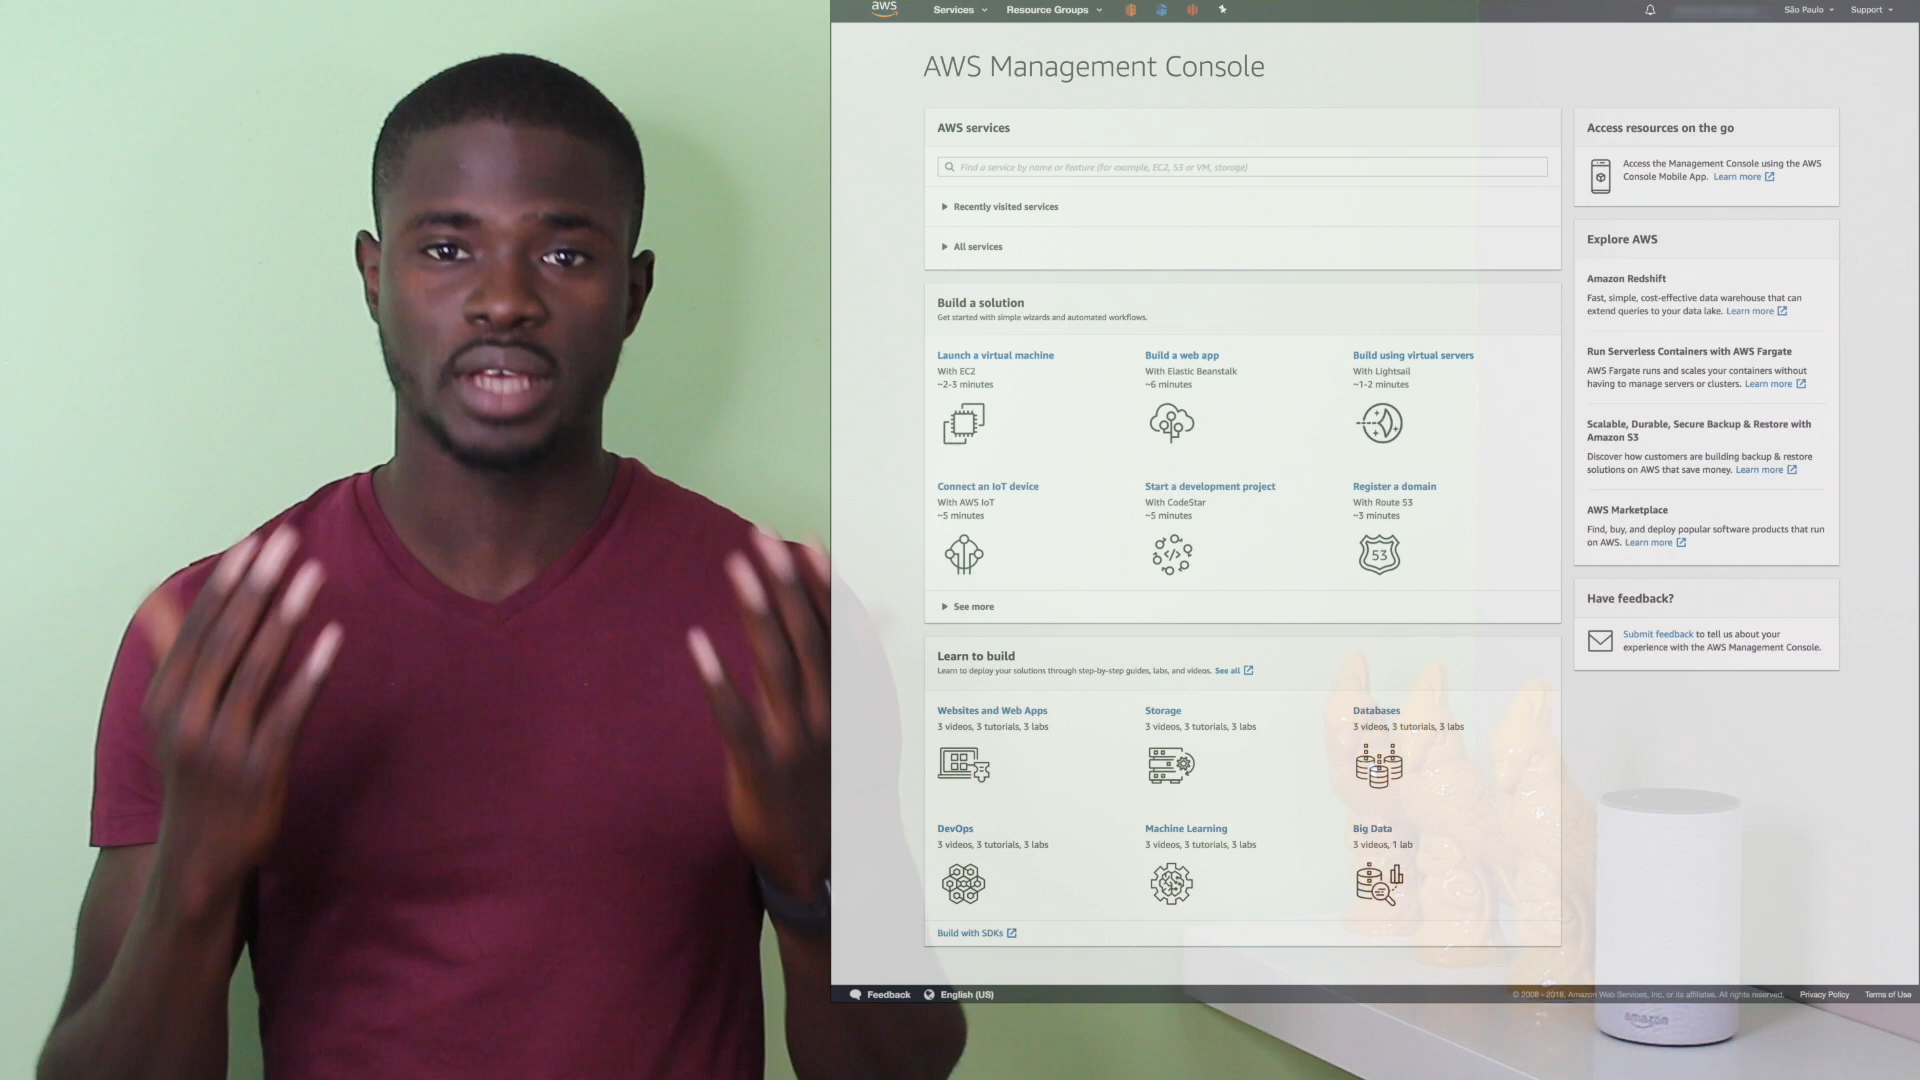 aws
Services
Resource Groups
São Paulo
Support
AWS Management Console
AWS services
Find a service by name or feature (for example, EC2, S3 or VM, storage)
Recently visited services
All services
Build a solution
Get started with simple wizards and automated workflows.
Launch a virtual machine
With EC2
~2-3 minutes
Build a web app
With Elastic Beanstalk
~6 minutes
Build using virtual servers
With Lightsail
~1-2 minutes
Connect an IoT device
With AWS IoT
~5 minutes
Start a development project
With CodeStar
~5 minutes
Register a domain
With Route 53
~3 minutes
53
See more
Learn to build
Learn to deploy your solutions through step-by-step guides, labs, and videos. See all
Websites and Web Apps
3 videos, 3 tutorials, 3 labs
Storage
3 videos, 3 tutorials, 3 labs
Databases
3 videos, 3 tutorials, 3 labs
DevOps
3 videos, 3 tutorials, 3 labs
Machine Learning
3 videos, 3 tutorials, 3 labs
Big Data
3 videos, 1 lab
Build with SDKs
Access resources on the go
Access the Management Console using the AWS
Console Mobile App. Learn more
Explore AWS
Amazon Redshift
Fast, simple, cost-effective data warehouse that can
extend queries to your data lake. Learn more
Run Serverless Containers with AWS Fargate
AWS Fargate runs and scales your containers without
having to manage servers or clusters. Learn more
Scalable, Durable, Secure Backup & Restore with
Amazon S3
Discover how customers are building backup & restore
solutions on AWS that save money. Learn more
AWS Marketplace
Find, buy, and deploy popular software products that run
on AWS. Learn more
Have feedback?
Submit feedback to tell us about your
experience with the AWS Management Console.
Feedback
English (US)
© 2008 - 2018, Amazon Web Services, Inc. or its affiliates. All rights reserved.
Privacy Policy
Terms of Use
amazon